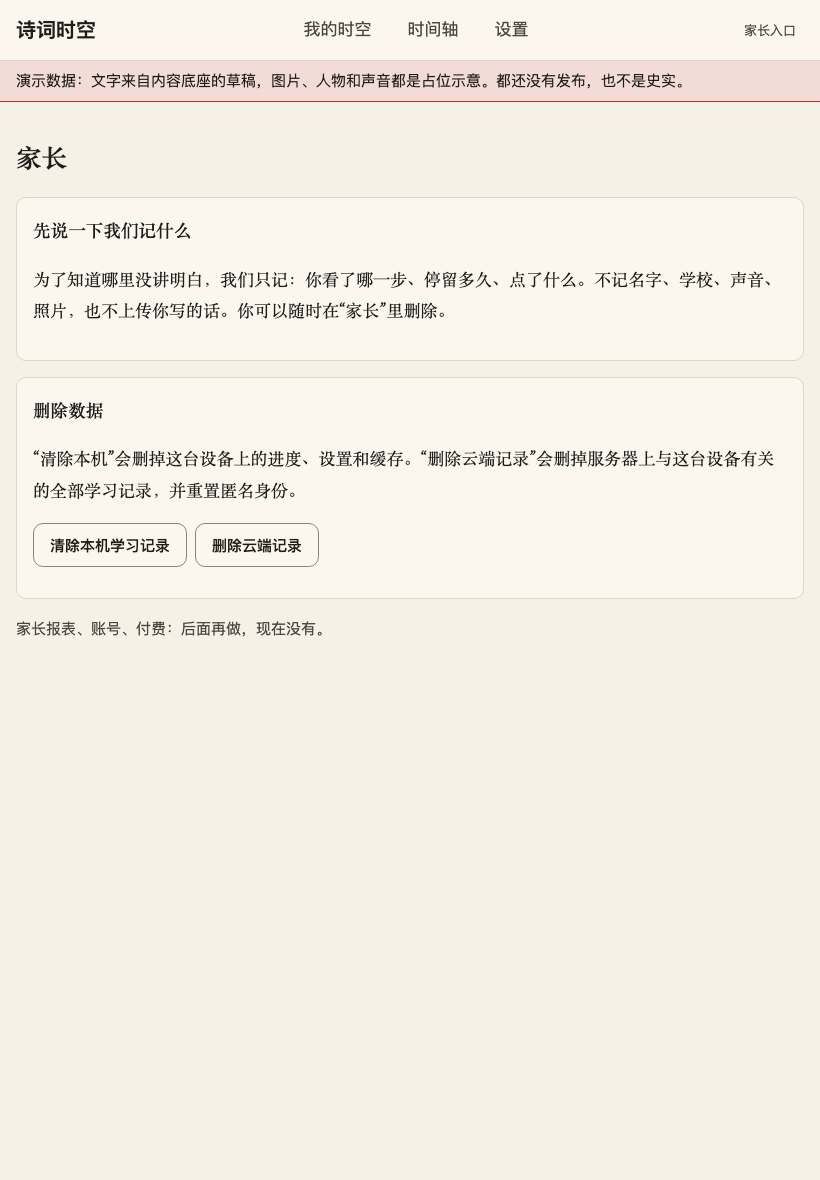 诗词时空
我的时空 时间轴 设置
家长入口
演示数据：文字来自内容底座的草稿，图片、人物和声音都是占位示意。都还没有发布，也不是史实。
家长
先说一下我们记什么
为了知道哪里没讲明白，我们只记：你看了哪一步、停留多久、点了什么。不记名字、学校、声音、
照片，也不上传你写的话。你可以随时在“家长”里删除。
删除数据
“清除本机”会删掉这台设备上的进度、设置和缓存。“删除云端记录”会删掉服务器上与这台设备有关
的全部学习记录，并重置匿名身份。
清除本机学习记录 删除云端记录
家长报表、账号、付费：后面再做，现在没有。